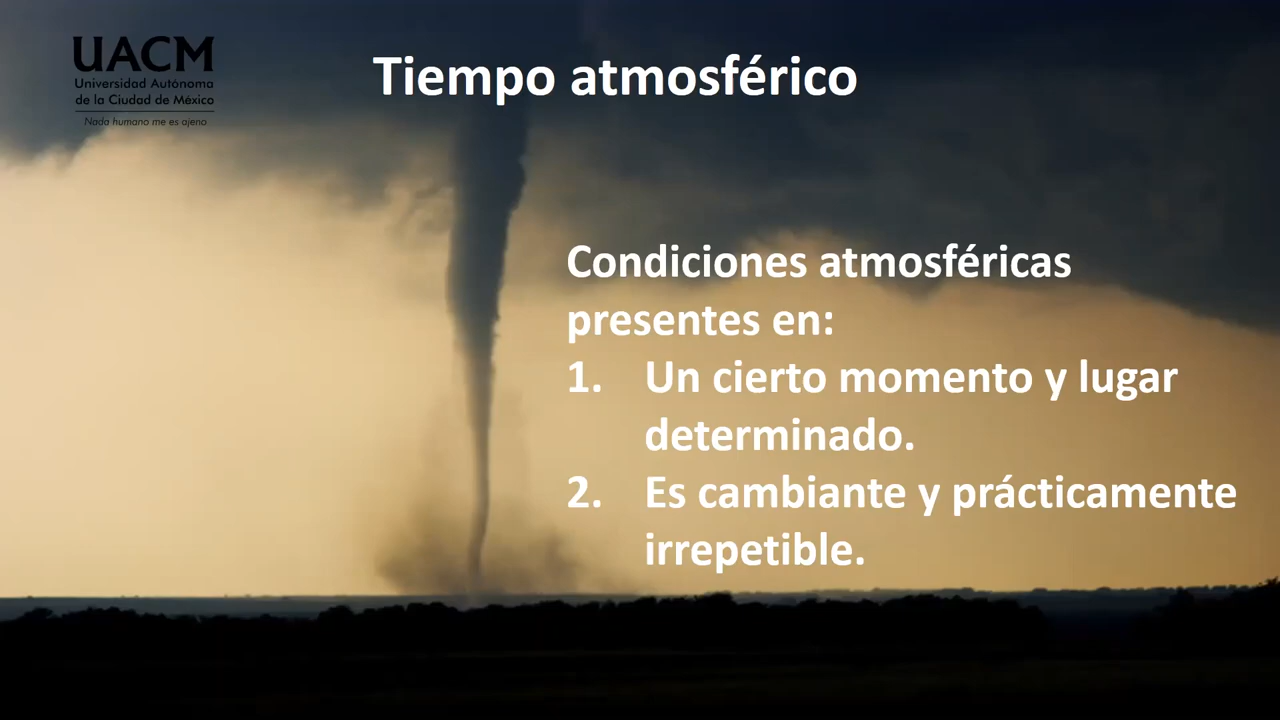 UACM
Universidad Autónoma
de la Ciudad de México
Nada humano me es ajeno
Tiempo atmosférico
Condiciones atmosféricas
presentes en:
1. Un cierto momento y lugar
determinado.
2. Es cambiante y prácticamente
irrepetible.